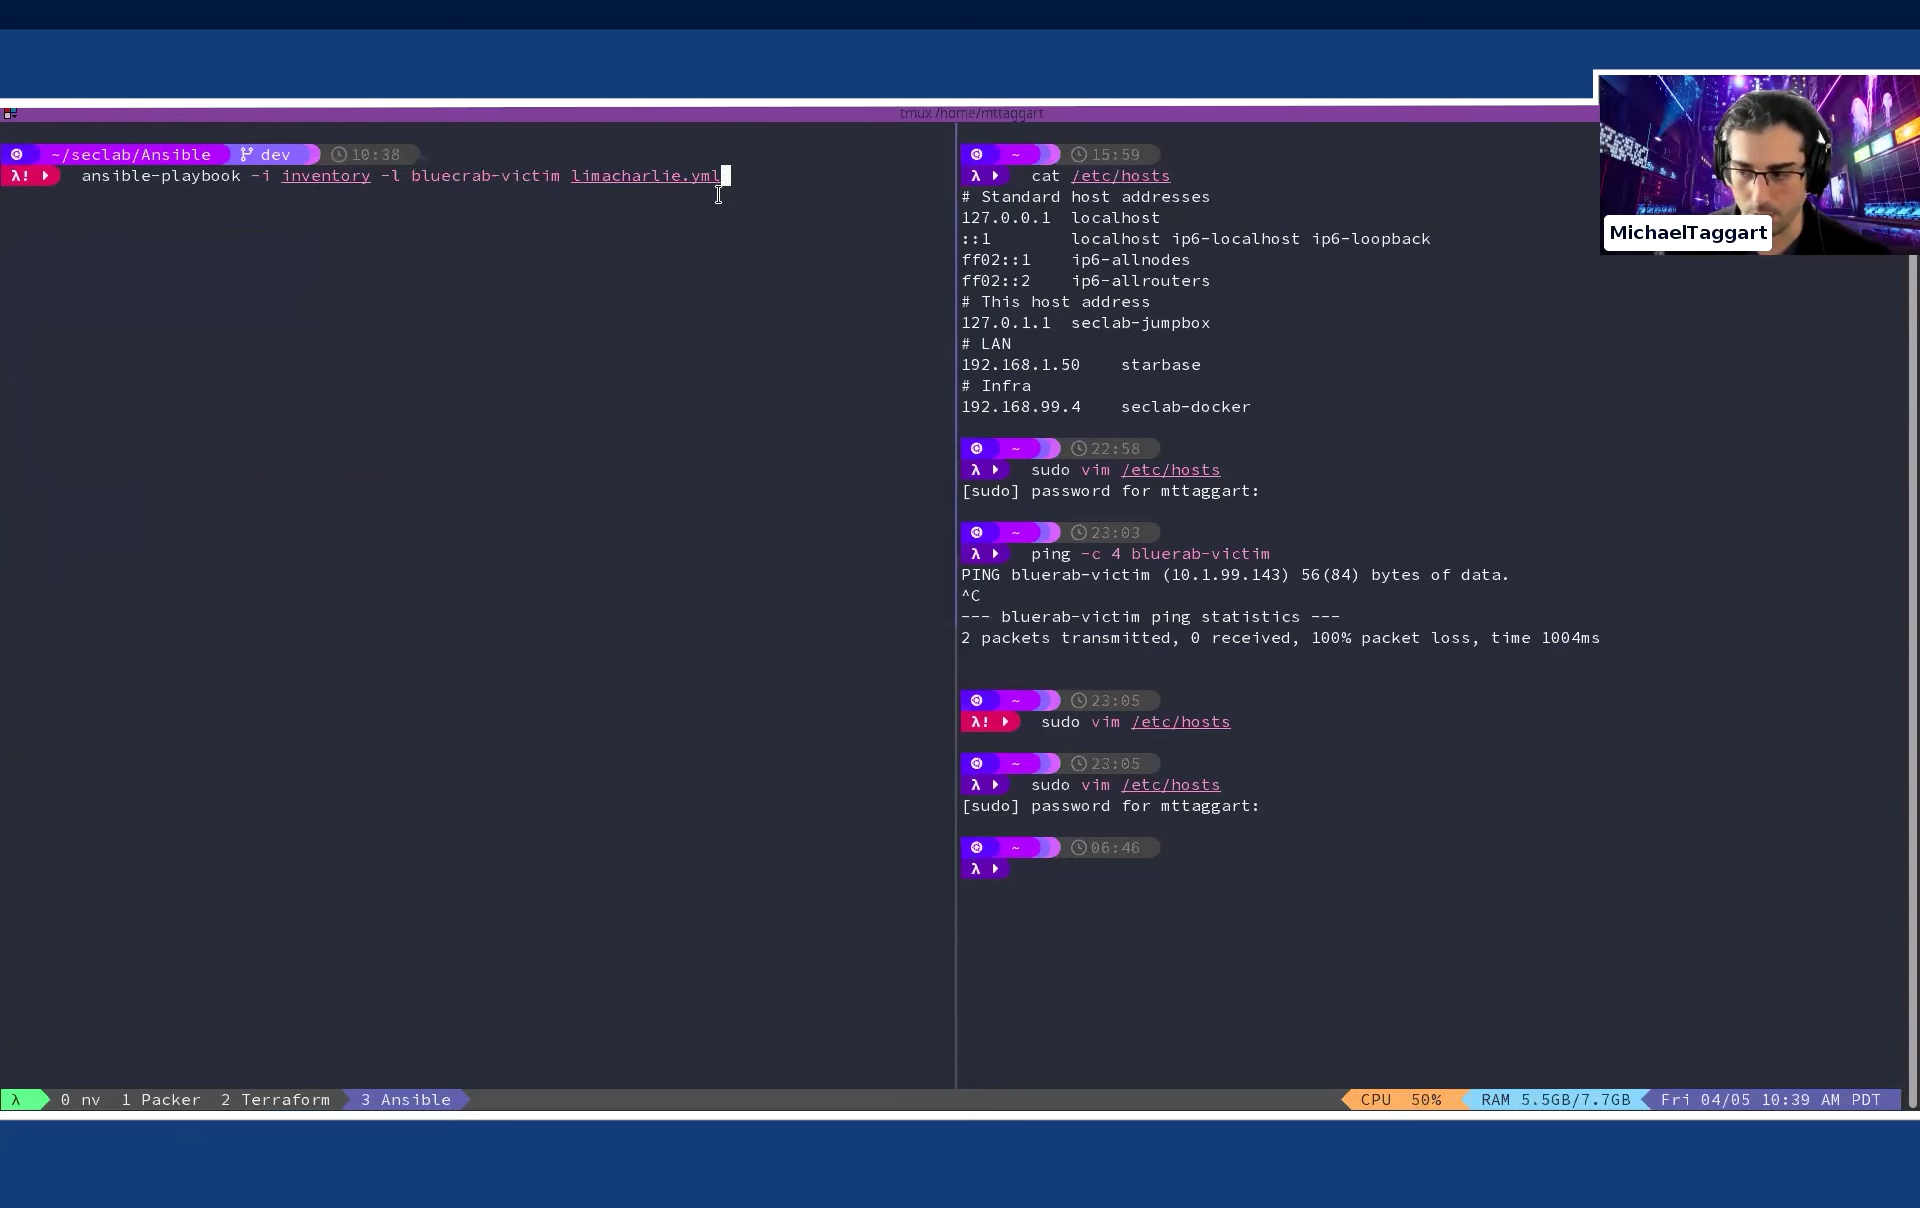 tmux /home/mttaggart
MichaelTaggart
~/seclab/Ansible dev 10:38
λ! ansible-playbook -i inventory -l bluecrab-victim limacharlie.yml
~ 15:59
λ cat /etc/hosts
# Standard host addresses
127.0.0.1 localhost
::1 localhost ip6-localhost ip6-loopback
ff02::1 ip6-allnodes
ff02::2 ip6-allrouters
# This host address
127.0.1.1 seclab-jumpbox
# LAN
192.168.1.50 starbase
# Infra
192.168.99.4 seclab-docker
~ 22:58
λ sudo vim /etc/hosts
[sudo] password for mttaggart:
~ 23:03
λ ping -c 4 bluerab-victim
PING bluerab-victim (10.1.99.143) 56(84) bytes of data.
^C
--- bluerab-victim ping statistics ---
2 packets transmitted, 0 received, 100% packet loss, time 1004ms
~ 23:05
λ! sudo vim /etc/hosts
~ 23:05
λ sudo vim /etc/hosts
[sudo] password for mttaggart:
~ 06:46
λ
λ 0 nv 1 Packer 2 Terraform 3 Ansible CPU 50% RAM 5.5GB/7.7GB Fri 04/05 10:39 AM PDT